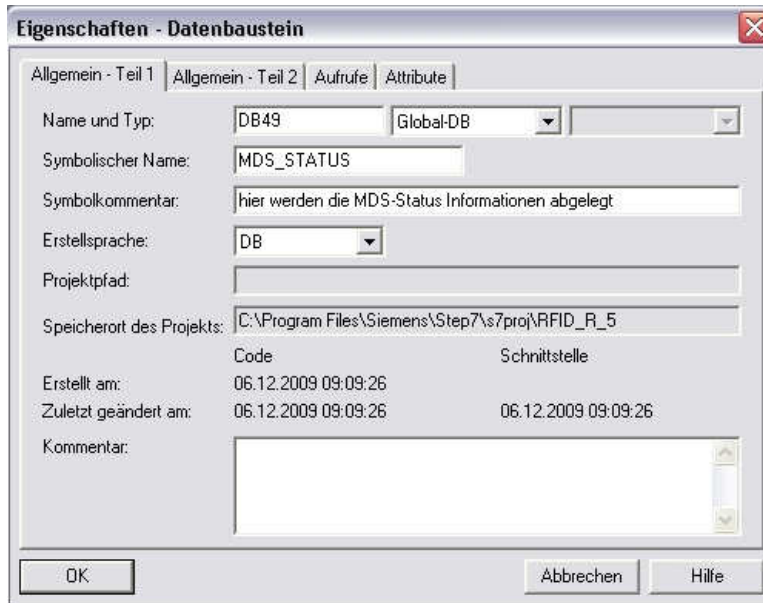 Eigenschaften - Datenbaustein
Allgemein - Teil 1 Allgemein - Teil 2 Aufrufe Attribute
Name und Typ: DB49 Global-DB
Symbolischer Name: MDS_STATUS
Symbolkommentar: hier werden die MDS-Status Informationen abgelegt
Erstellsprache: DB
Projektpfad:
Speicherort des Projekts: C:\Program Files\Siemens\Step7\s7proj\RFID_R_5
Code Schnittstelle
Erstellt am: 06.12.2009 09:09:26
Zuletzt geändert am: 06.12.2009 09:09:26 06.12.2009 09:09:26
Kommentar:
OK Abbrechen Hilfe